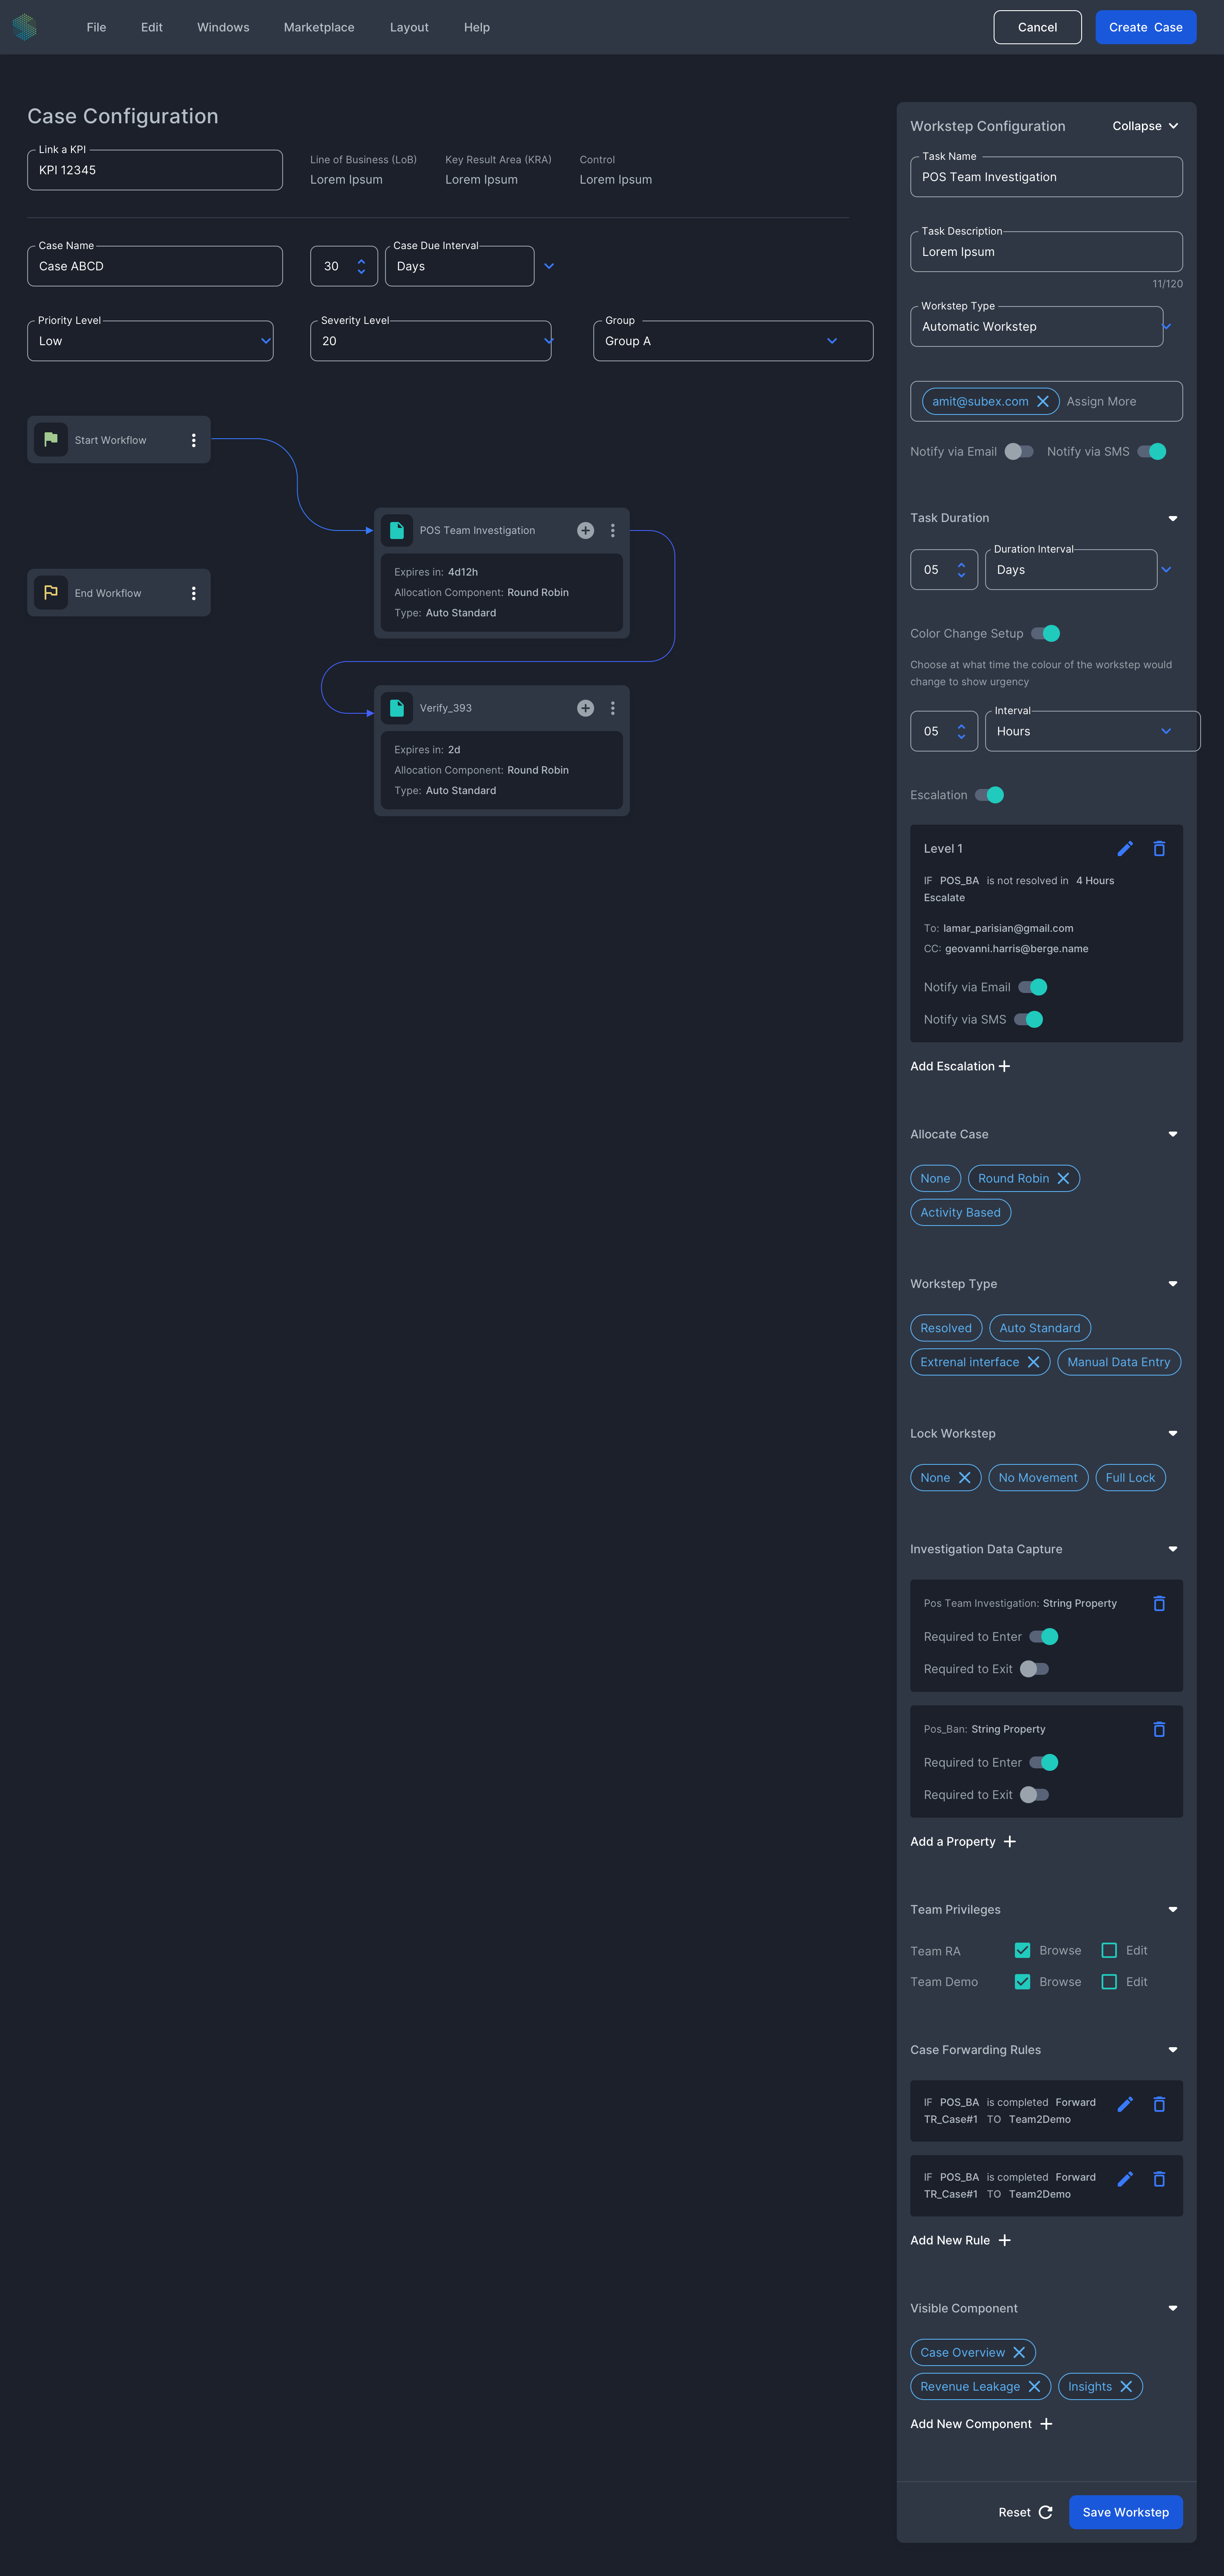 File Edit Windows Marketplace Layout Help Cancel Create Case
Case Configuration
Link a KPI
KPI 12345
Line of Business (LoB) Key Result Area (KRA) Control
Lorem Ipsum Lorem Ipsum Lorem Ipsum
Case Name
Case ABCD
30
Case Due Interval
Days
Priority Level
Low
Severity Level
20
Group
Group A
Start Workflow
End Workflow
POS Team Investigation
Expires in: 4d12h
Allocation Component: Round Robin
Type: Auto Standard
Verify_393
Expires in: 2d
Allocation Component: Round Robin
Type: Auto Standard
Workstep Configuration Collapse
Task Name
POS Team Investigation
Task Description
Lorem Ipsum
11/120
Workstep Type
Automatic Workstep
amit@subex.com Assign More
Notify via Email Notify via SMS
Task Duration
05
Duration Interval
Days
Color Change Setup
Choose at what time the colour of the workstep would
change to show urgency
05
Interval
Hours
Escalation
Level 1
IF POS_BA is not resolved in 4 Hours
Escalate
To: lamar_parisian@gmail.com
CC: geovanni.harris@berge.name
Notify via Email
Notify via SMS
Add Escalation
Allocate Case
None Round Robin
Activity Based
Workstep Type
Resolved Auto Standard
Extrenal interface Manual Data Entry
Lock Workstep
None No Movement Full Lock
Investigation Data Capture
Pos Team Investigation: String Property
Required to Enter
Required to Exit
Pos_Ban: String Property
Required to Enter
Required to Exit
Add a Property
Team Privileges
Team RA Browse Edit
Team Demo Browse Edit
Case Forwarding Rules
IF POS_BA is completed Forward
TR_Case#1 TO Team2Demo
IF POS_BA is completed Forward
TR_Case#1 TO Team2Demo
Add New Rule
Visible Component
Case Overview
Revenue Leakage Insights
Add New Component
Reset Save Workstep